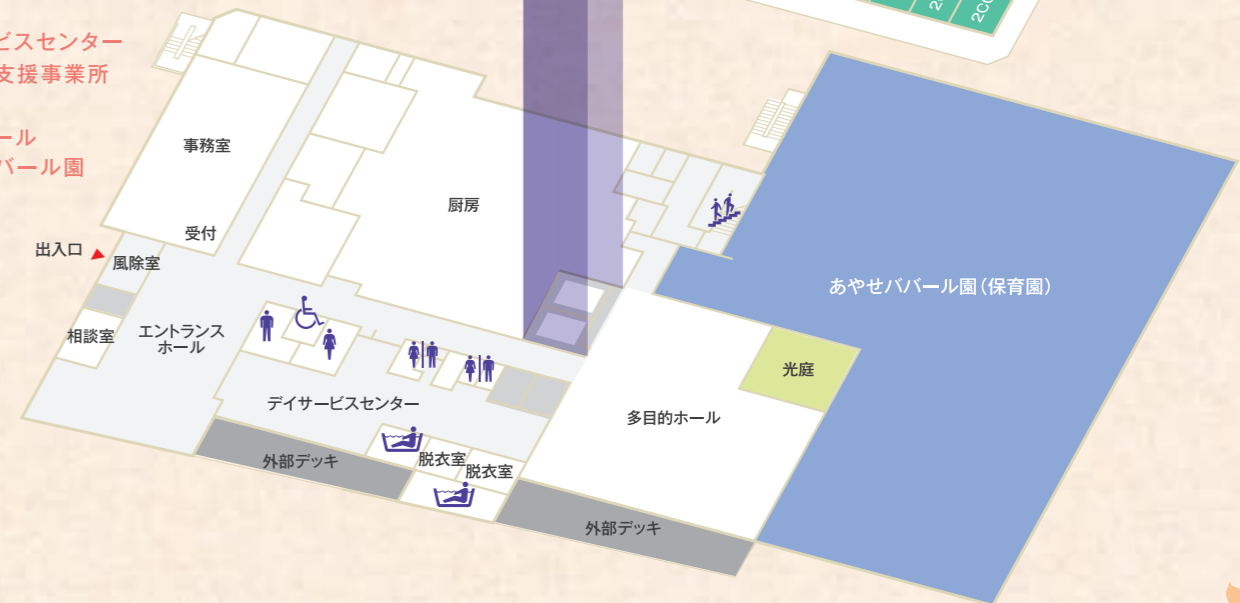 ビスセンター
支援事業所
ール
バール園
事務室
厨房
受付
出入口
風除室
相談室
エントランス
ホール
デイサービスセンター
外部デッキ
脱衣室
脱衣室
多目的ホール
光庭
外部デッキ
あやせババール園(保育園)